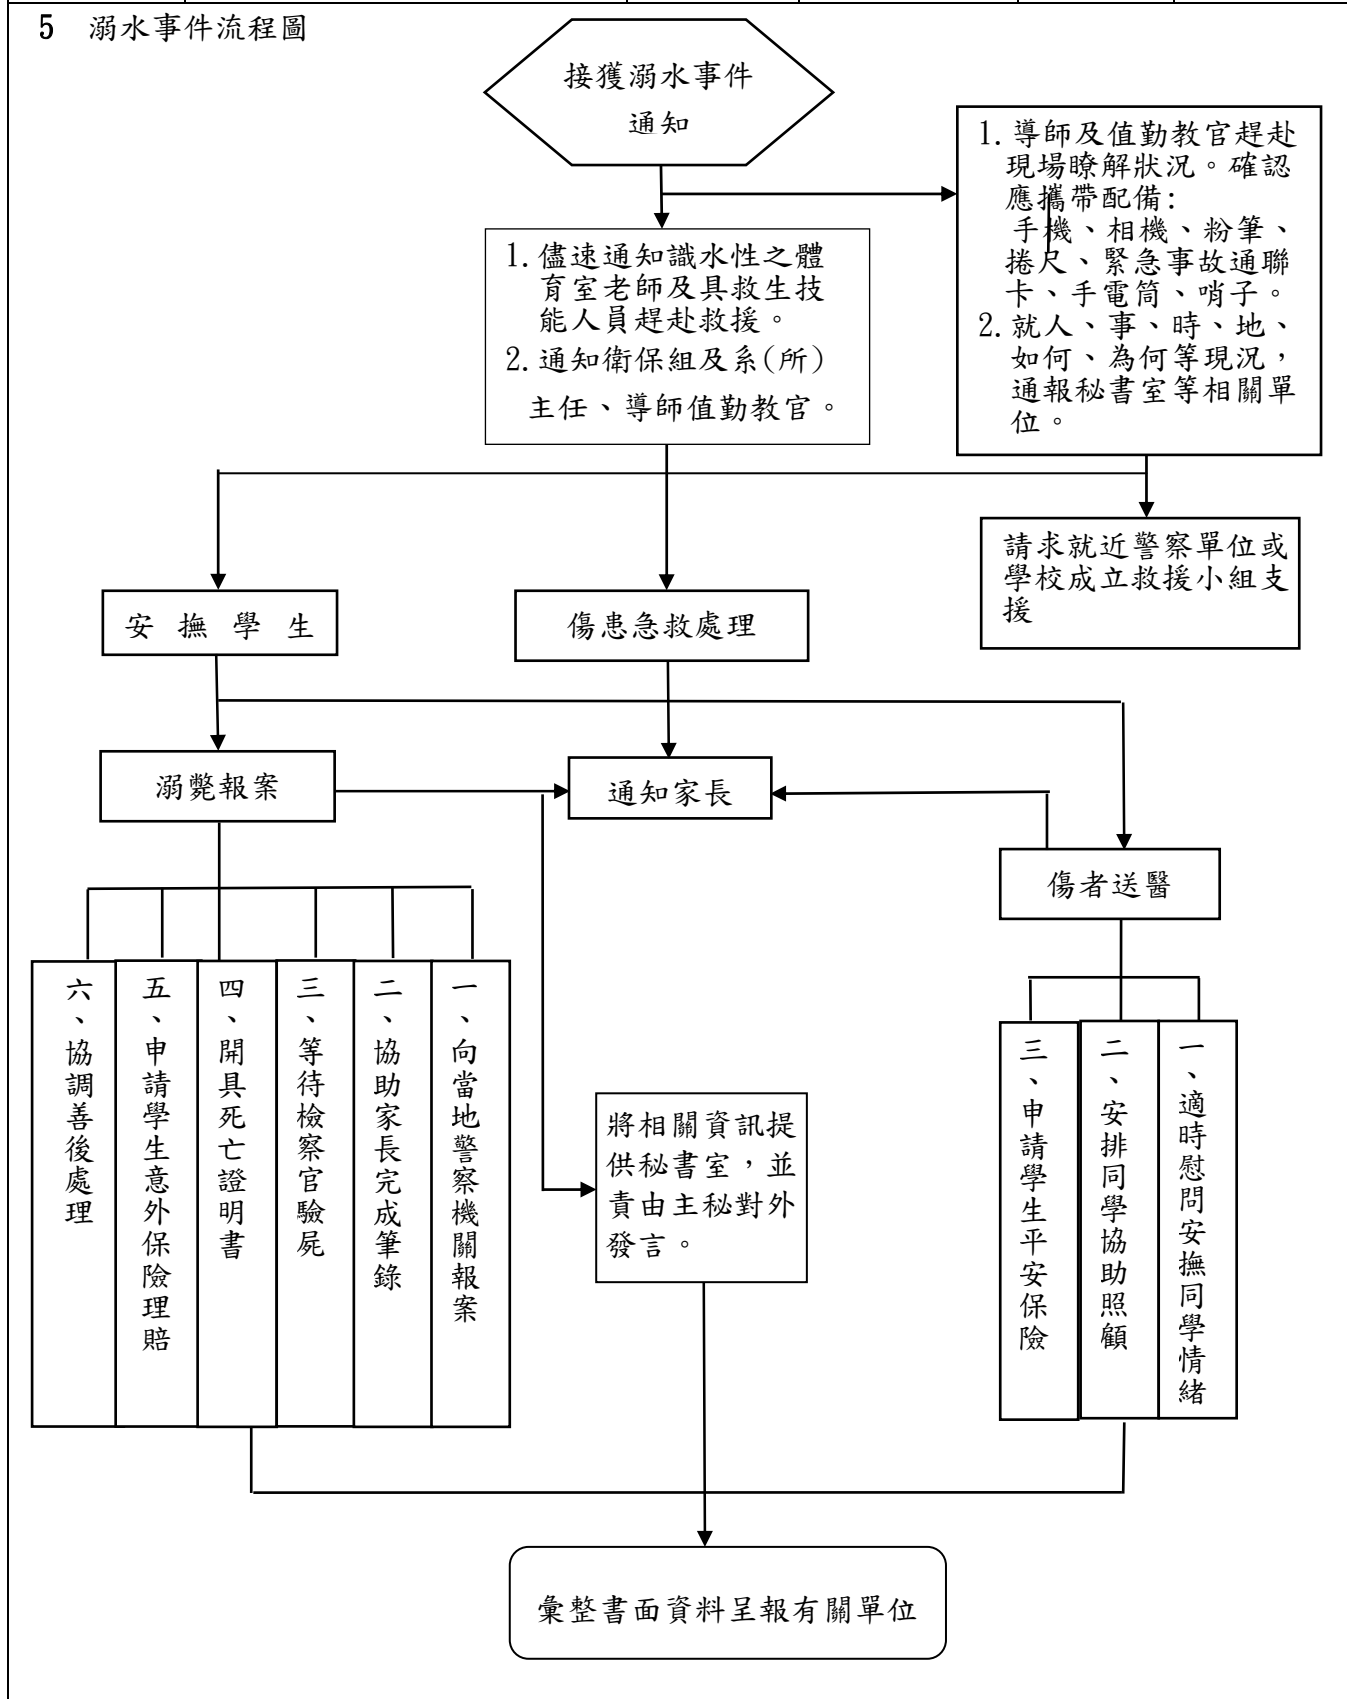 5 溺水事件流程圖
接獲溺水事件
通知
1.導師及值勤教官趕赴
現場瞭解狀況。確認
應攜帶配備:
手機、相機、粉筆、
捲尺、緊急事故通聯
卡、手電筒、哨子。
2.就人、事、時、地、
如何、為何等現況，
通報秘書室等相關單
位。
1.儘速通知識水性之體
育室老師及具救生技
能人員趕赴救援。
2.通知衛保組及系(所)
主任、導師值勤教官。
請求就近警察單位或
學校成立救援小組支
援
安撫學生
傷患急救處理
溺斃報案
通知家長
傷者送醫
一、向當地警察機關報案
二、協助家長完成筆錄
三、等待檢察官驗屍
四、開具死亡證明書
五、申請學生意外保險理賠
六、協調善後處理
將相關資訊提
供秘書室，並
責由主秘對外
發言。
一、適時慰問安撫同學情緒
二、安排同學協助照顧
三、申請學生平安保險
彙整書面資料呈報有關單位